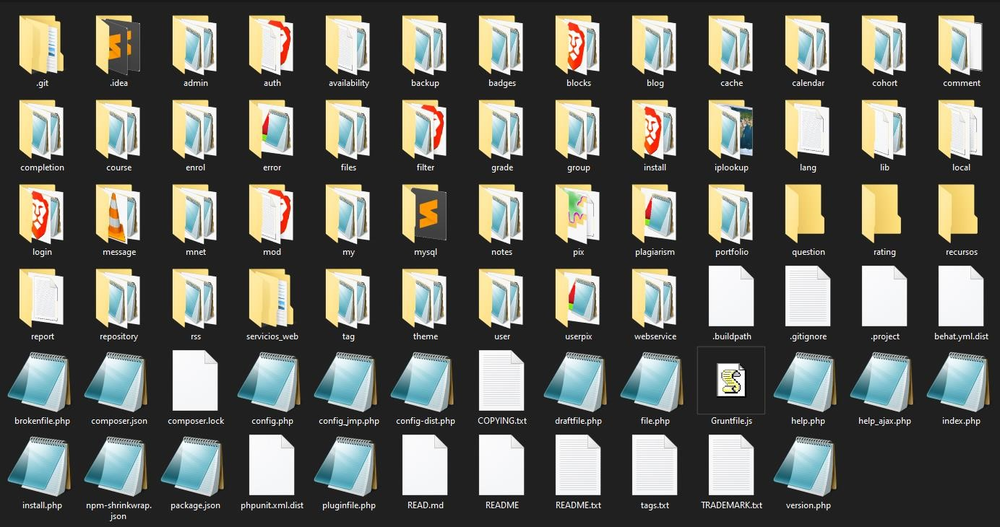 .git .idea admin auth availability backup badges blocks blog cache calendar cohort comment
completion course enrol error files filter grade group install iplookup lang lib local
login message mnet mod my mysql notes pix plagiarism portfolio question rating recursos
report repository rss servicios_web tag theme user userpix webservice .buildpath .gitignore .project behat.yml.dist
brokenfile.php composer.json composer.lock config.php config_jmp.php config-dist.php COPYING.txt draftfile.php file.php Gruntfile.js help.php help_ajax.php index.php
install.php npm-shrinkwrap. package.json phpunit.xml.dist pluginfile.php READ.md README README.txt tags.txt TRADEMARK.txt version.php
json